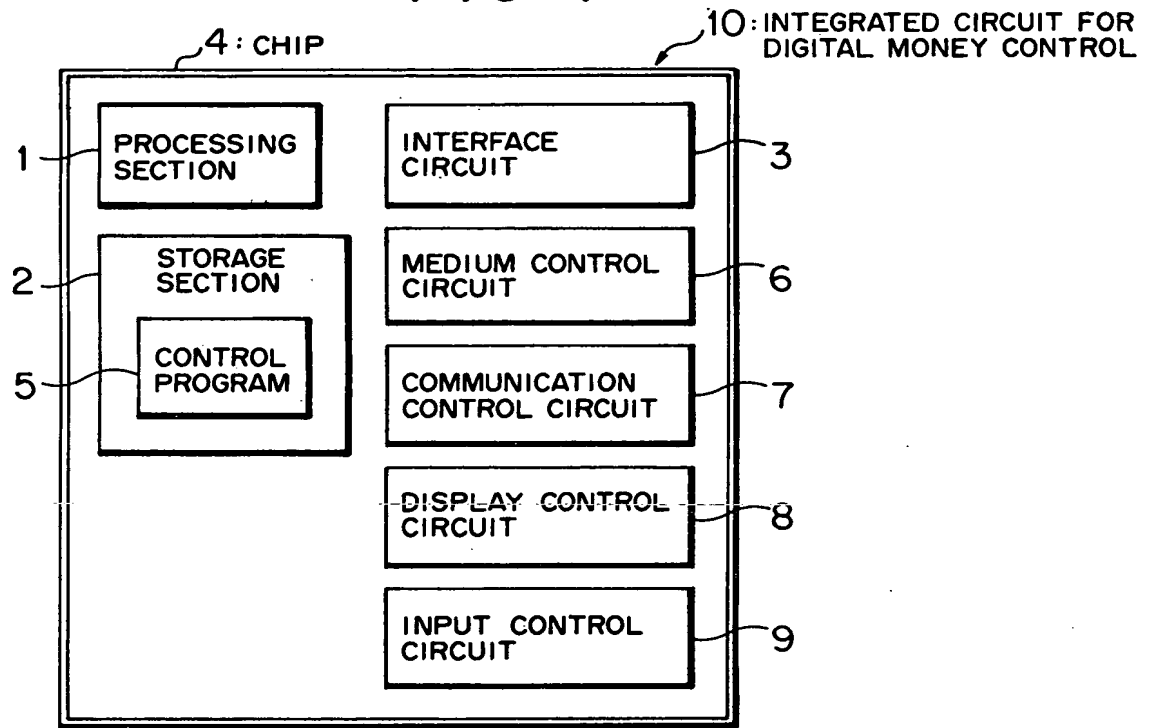 10: INTEGRATED CIRCUIT FOR
DIGITAL MONEY CONTROL
4: CHIP
1
PROCESSING
SECTION
INTERFACE
CIRCUIT
3
2
STORAGE
SECTION
MEDIUM CONTROL
CIRCUIT
6
5
CONTROL
PROGRAM
COMMUNICATION
CONTROL CIRCUIT
7
DISPLAY CONTROL
CIRCUIT
8
INPUT CONTROL
CIRCUIT
9